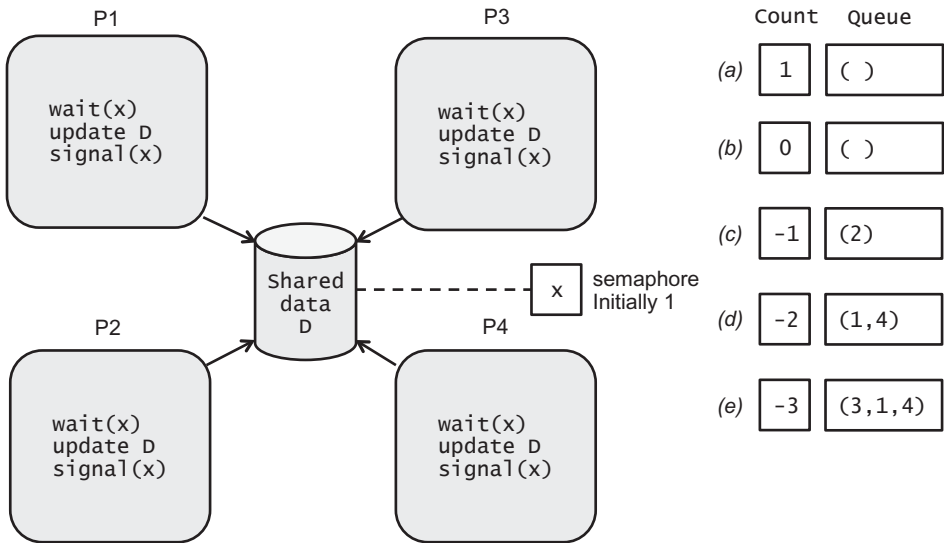 P1
wait(x)
update D
signal(x)
P3
wait(x)
update D
signal(x)
Shared
data
D
x
semaphore
Initially 1
P2
wait(x)
update D
signal(x)
P4
wait(x)
update D
signal(x)
Count Queue
(a) 1 ( )
(b) 0 ( )
(c) -1 (2)
(d) -2 (1,4)
(e) -3 (3,1,4)